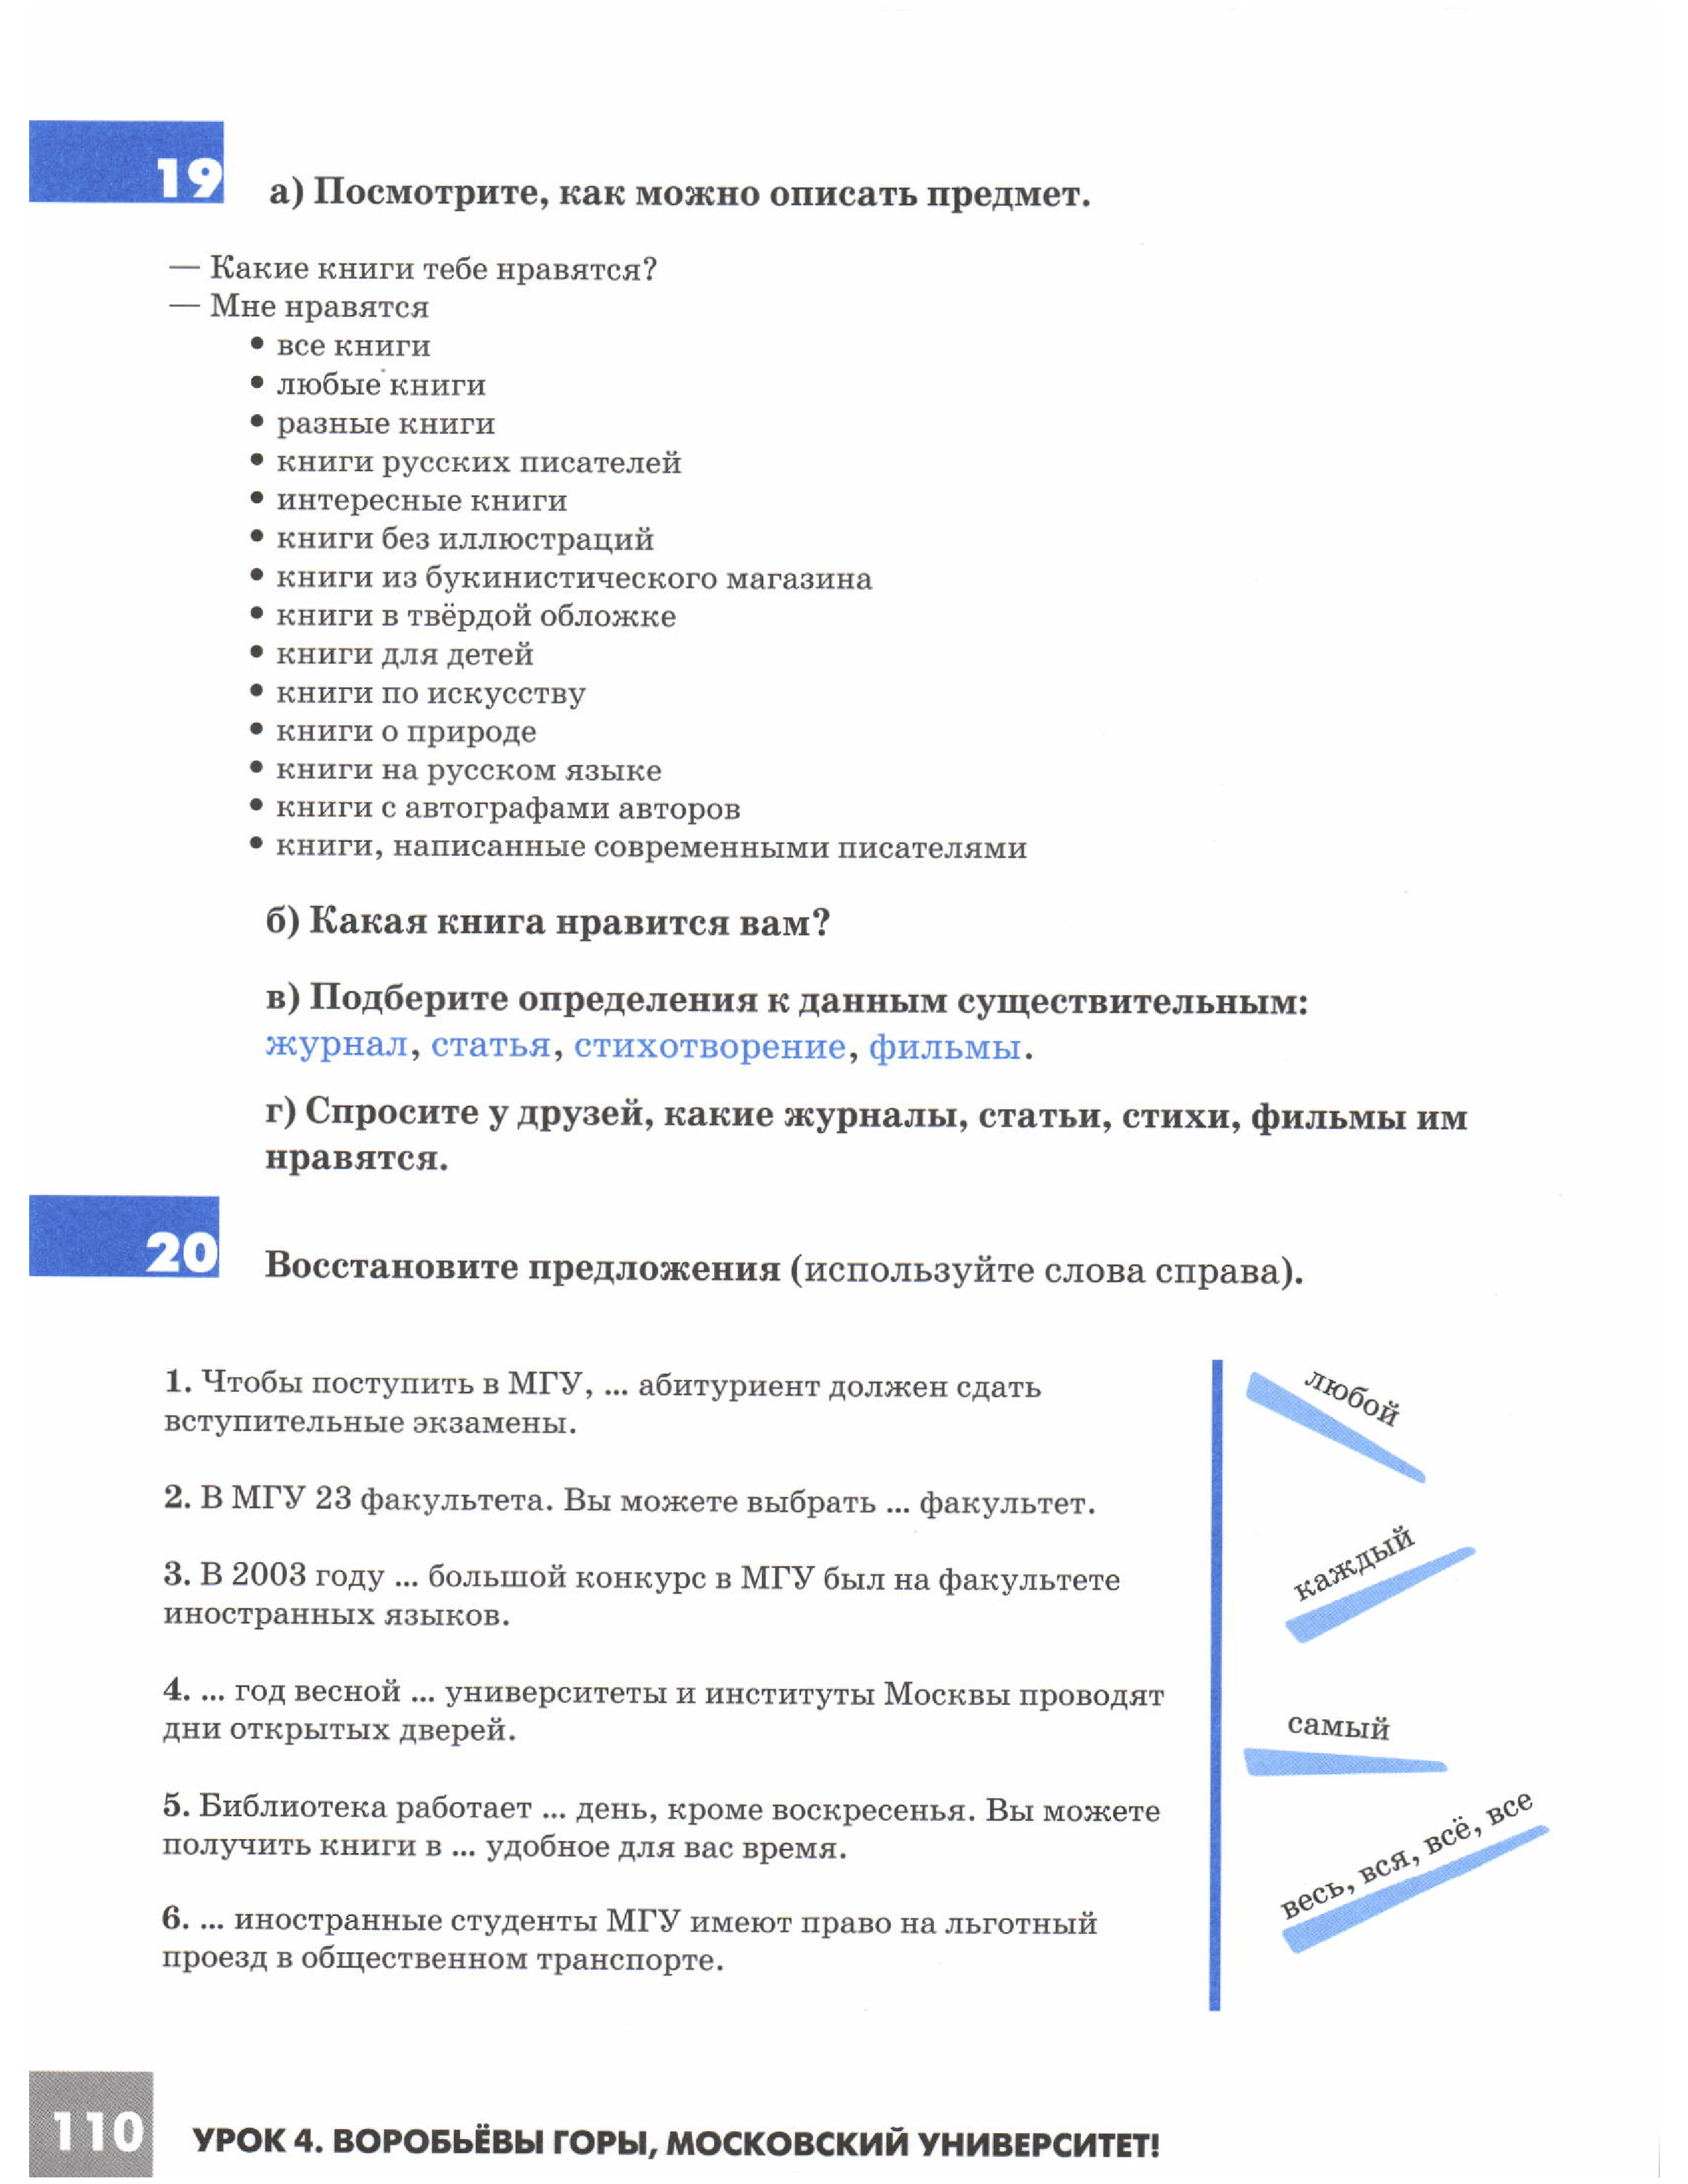 19
а) Посмотрите, как можно описать предмет.
— Какие книги тебе нравятся?
— Мне нравятся
• все книги
• любые книги
• разные книги
• книги русских писателей
• интересные книги
• книги без иллюстраций
• книги из букинистического магазина
• книги в твёрдой обложке
• книги для детей
• книги по искусству
• книги о природе
• книги на русском языке
• книги с автографами авторов
• книги, написанные современными писателями
б) Какая книга нравится вам?
в) Подберите определения к данным существительным:
журнал, статья, стихотворение, фильмы.
г) Спросите у друзей, какие журналы, статьи, стихи, фильмы им
нравятся.
20
Восстановите предложения (используйте слова справа).
1. Чтобы поступить в МГУ, ... абитуриент должен сдать
вступительные экзамены.
2. В МГУ 23 факультета. Вы можете выбрать ... факультет.
3. В 2003 году ... большой конкурс в МГУ был на факультете
иностранных языков.
4. ... год весной ... университеты и институты Москвы проводят
дни открытых дверей.
5. Библиотека работает ... день, кроме воскресенья. Вы можете
получить книги в ... удобное для вас время.
6. ... иностранные студенты МГУ имеют право на льготный
проезд в общественном транспорте.
любой
каждый
самый
весь, вся, всё, все
110
УРОК 4. ВОРОБЬЁВЫ ГОРЫ, МОСКОВСКИЙ УНИВЕРСИТЕТ!